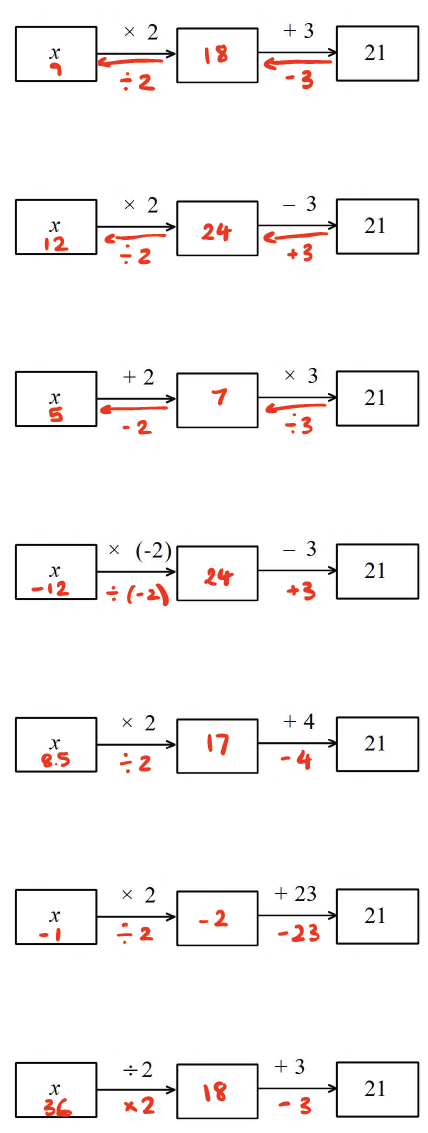 × 2 + 3
x 18 21
9 ÷2 -3
× 2 − 3
x 24 21
12 ÷2 +3
+ 2 × 3
x 7 21
5 -2 ÷3
× (-2) − 3
x 24 21
-12 ÷(-2) +3
× 2 + 4
x 17 21
8.5 ÷2 -4
× 2 + 23
x -2 21
-1 ÷2 -23
÷2 + 3
x 18 21
36 ×2 -3